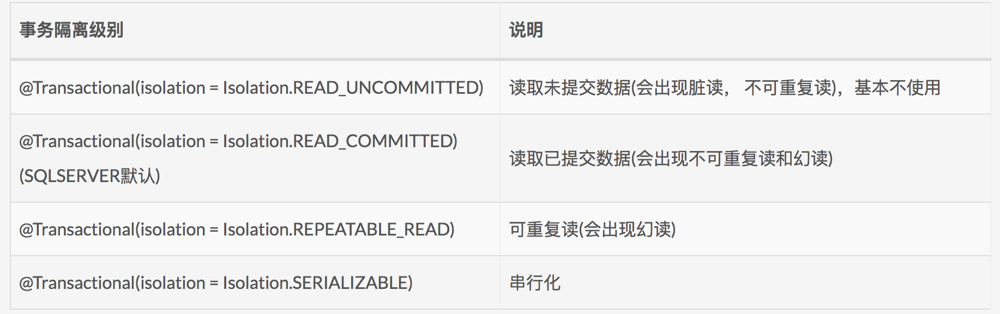 事务隔离级别
说明
@Transactional(isolation = Isolation.READ_UNCOMMITTED)
读取未提交数据(会出现脏读， 不可重复读)，基本不使用
@Transactional(isolation = Isolation.READ_COMMITTED)
(SQLSERVER默认)
读取已提交数据(会出现不可重复读和幻读)
@Transactional(isolation = Isolation.REPEATABLE_READ)
可重复读(会出现幻读)
@Transactional(isolation = Isolation.SERIALIZABLE)
串行化